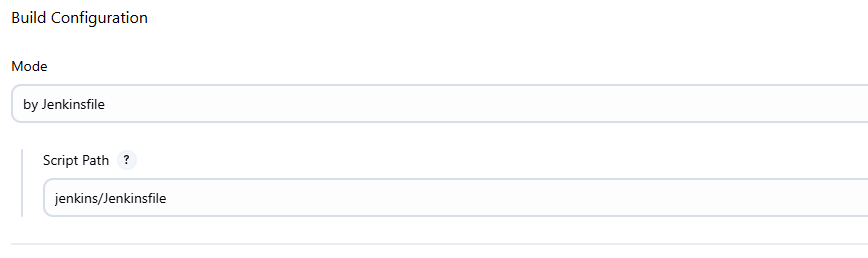 Build Configuration
Mode
by Jenkinsfile
Script Path ?
jenkins/Jenkinsfile